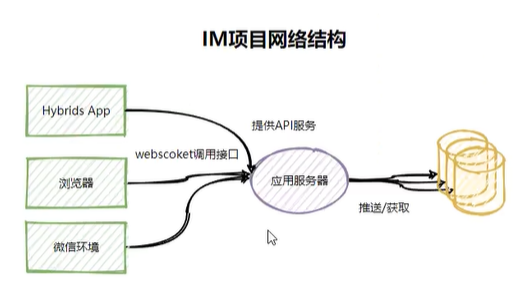 IM项目网络结构
Hybrids App
提供API服务
webscoket调用接口
浏览器
应用服务器
推送/获取
微信环境